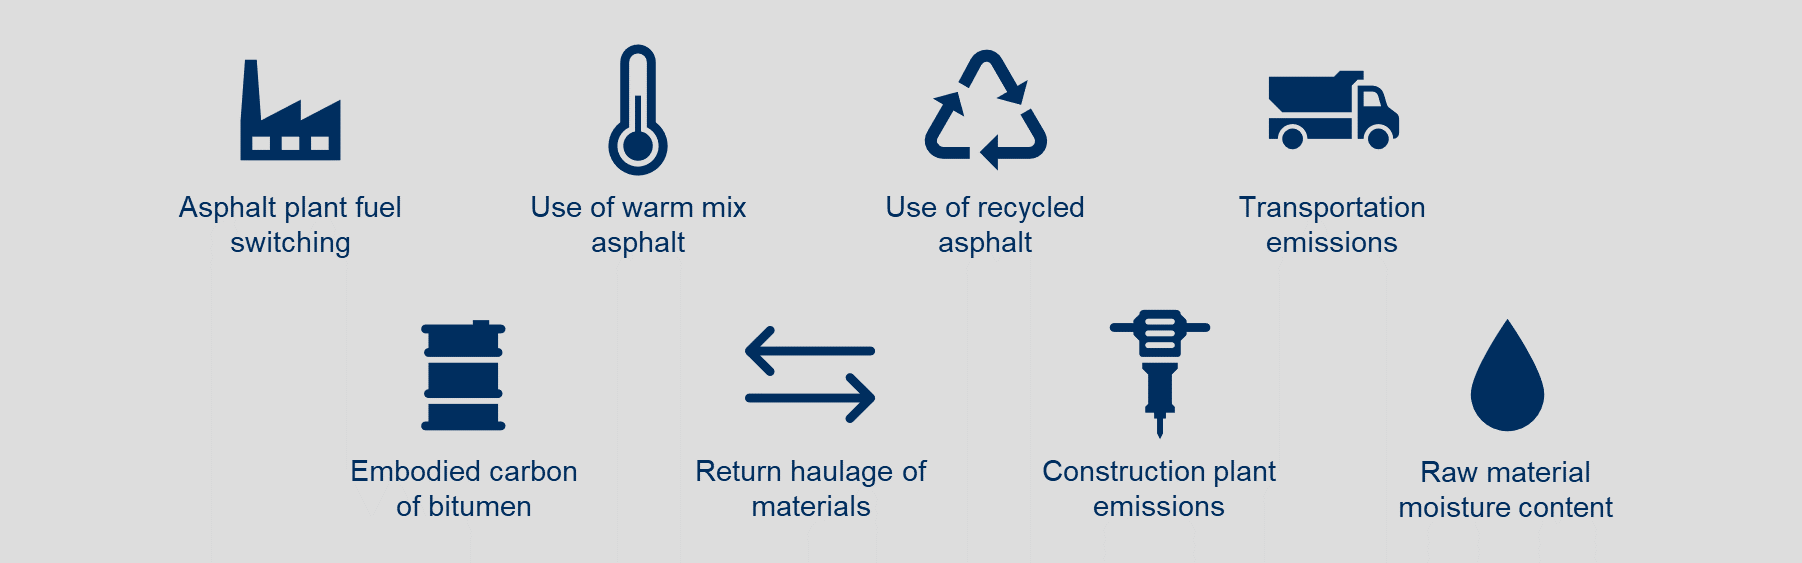 Asphalt plant fuel
switching
Use of warm mix
asphalt
Use of recycled
asphalt
Transportation
emissions
Embodied carbon
of bitumen
Return haulage of
materials
Construction plant
emissions
Raw material
moisture content